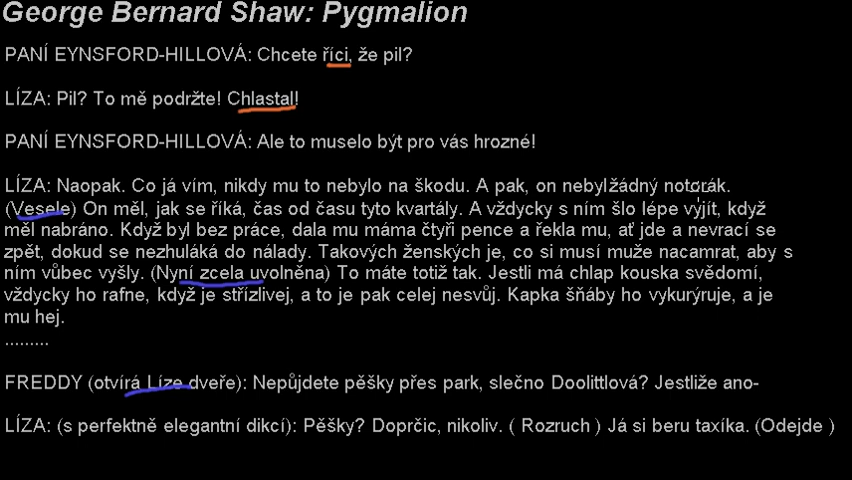 George Bernard Shaw: Pygmalion
PANÍ EYNSFORD-HILLOVÁ: Chcete říci, že pil?
LÍZA: Pil? To mě podržte! Chlastal!
PANÍ EYNSFORD-HILLOVÁ: Ale to muselo být pro vás hrozné!
LÍZA: Naopak. Co já vím, nikdy mu to nebylo na škodu. A pak, on nebylžádný notorák.
(Vesele) On měl, jak se říká, čas od času tyto kvartály. A vždycky s ním šlo lépe výjít, když
měl nabráno. Když byl bez práce, dala mu máma čtyři pence a řekla mu, ať jde a nevrací se
zpět, dokud se nezhuláká do nálady. Takových ženských je, co si musí muže nacamrat, aby s
ním vůbec vyšly. (Nyní zcela uvolněna) To máte totiž tak. Jestli má chlap kouska svědomí,
vždycky ho rafne, když je střízlivej, a to je pak celej nesvůj. Kapka šňáby ho vykurýruje, a je
mu hej.
.........
FREDDY (otvírá Líze dveře): Nepůjdete pěšky přes park, slečno Doolittlová? Jestliže ano-
LÍZA: (s perfektně elegantní dikcí): Pěšky? Doprčic, nikoliv. ( Rozruch ) Já si beru taxíka. (Odejde )